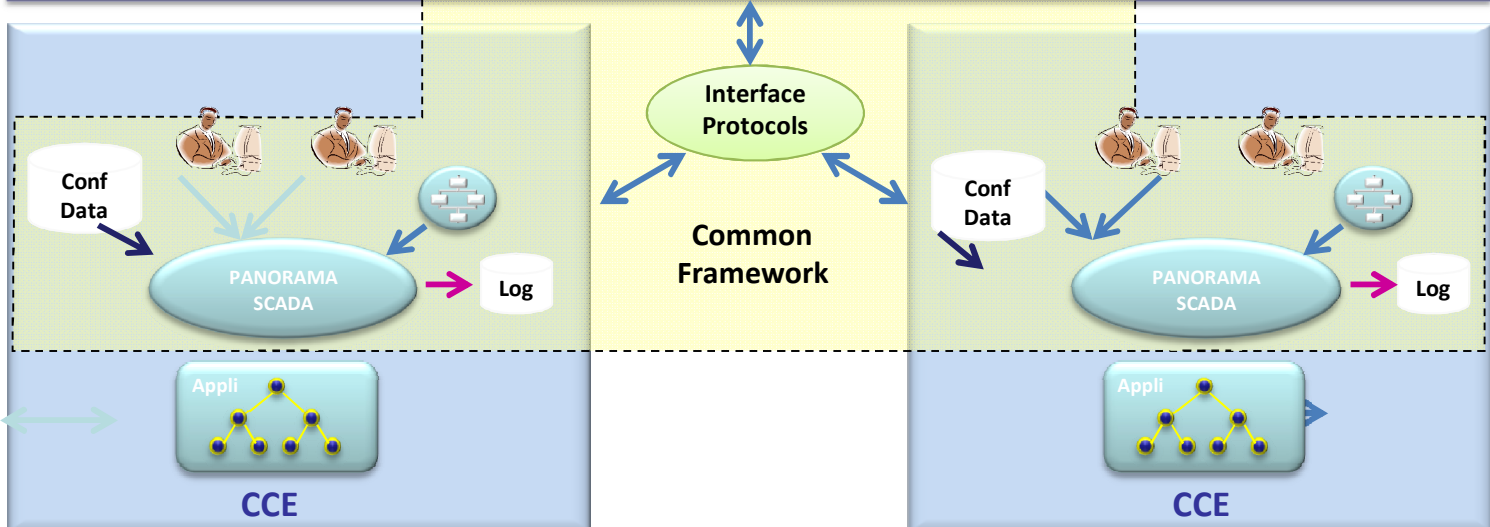 Interface
Protocols
Conf
Data
PANORAMA
SCADA
Log
Common
Framework
Conf
Data
PANORAMA
SCADA
Log
Appli
CCE
Appli
CCE